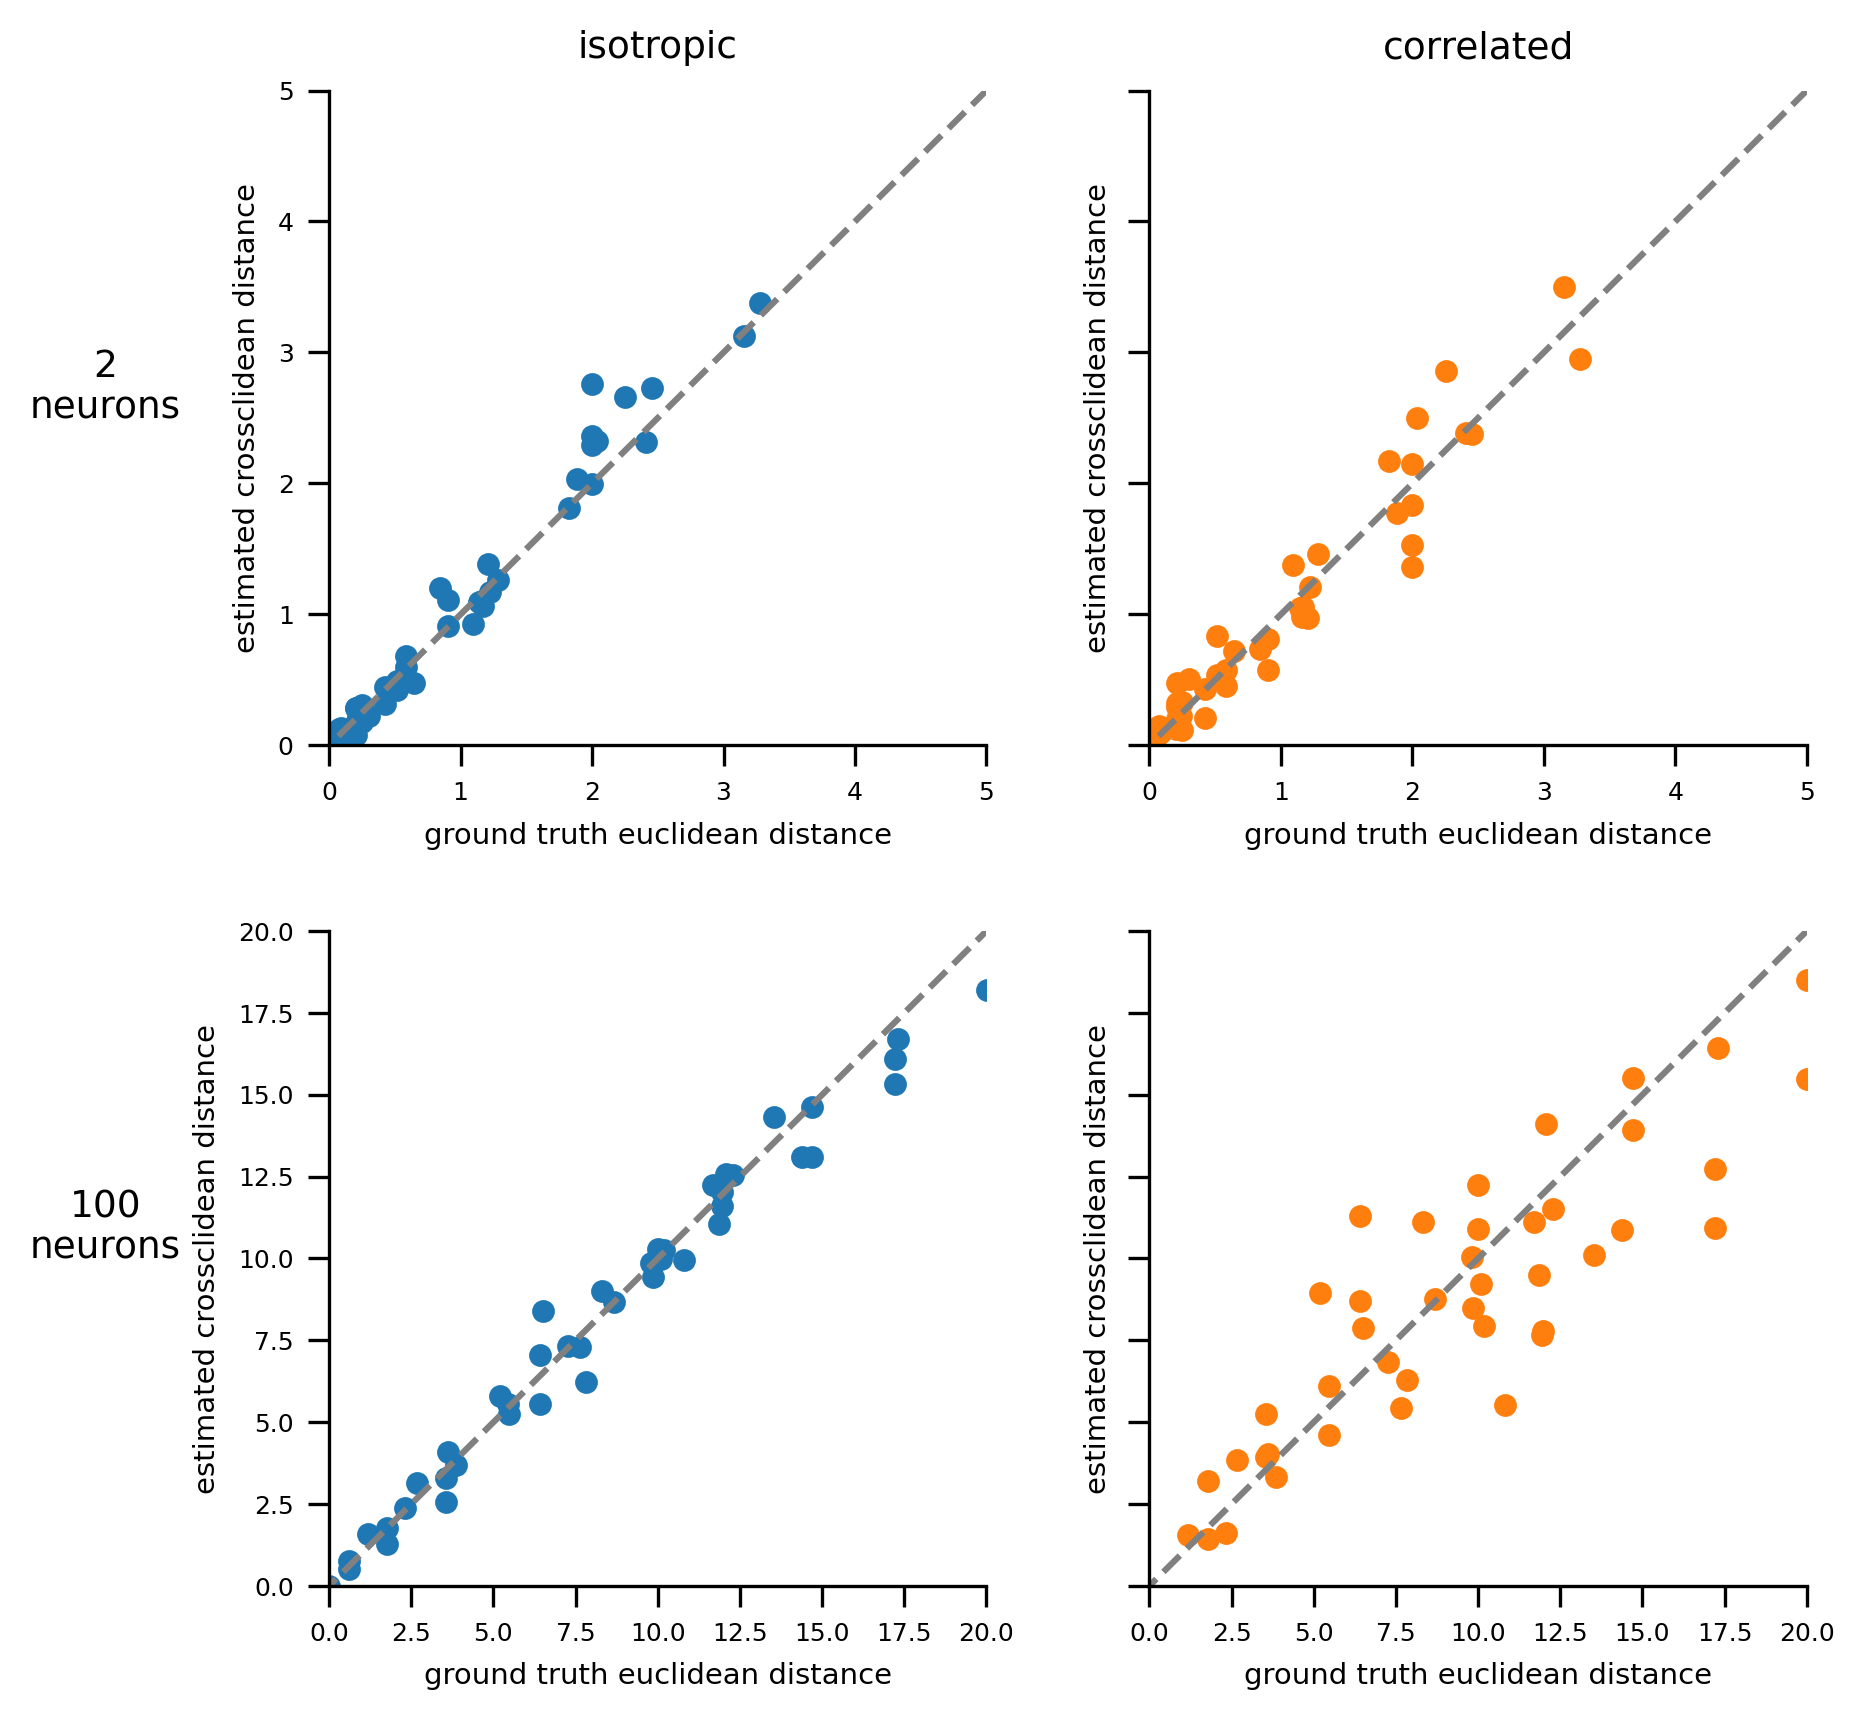 isotropic
correlated
2
neurons
estimated crossclidean distance
5
4
3
2
1
0
0 1 2 3 4 5
ground truth euclidean distance
estimated crossclidean distance
0 1 2 3 4 5
ground truth euclidean distance
100
neurons
estimated crossclidean distance
20.0
17.5
15.0
12.5
10.0
7.5
5.0
2.5
0.0
0.0 2.5 5.0 7.5 10.0 12.5 15.0 17.5 20.0
ground truth euclidean distance
estimated crossclidean distance
0.0 2.5 5.0 7.5 10.0 12.5 15.0 17.5 20.0
ground truth euclidean distance